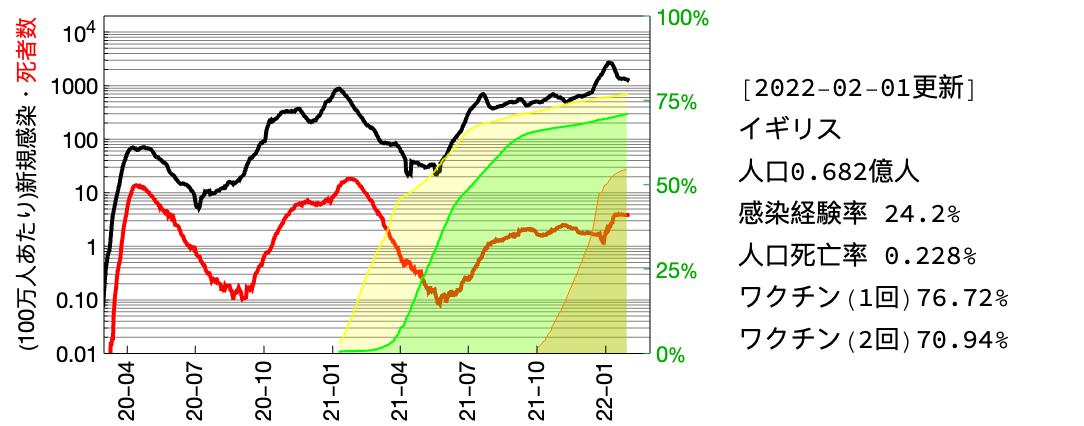 (100万人あたり)新規感染・死者数
10^4
1000
100
10
1
0.10
0.01
100%
75%
50%
25%
0%
20-04
20-07
20-10
21-01
21-04
21-07
21-10
22-01
[2022-02-01更新]
イギリス
人口0.682億人
感染経験率 24.2%
人口死亡率 0.228%
ワクチン(1回)76.72%
ワクチン(2回)70.94%